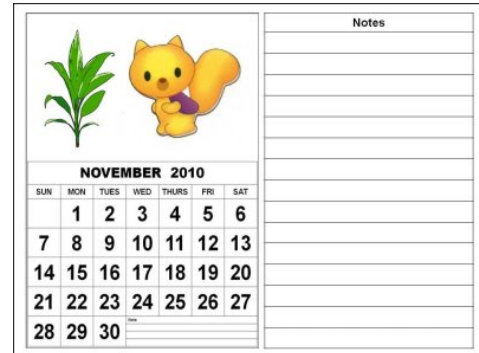 Notes
NOVEMBER 2010
SUN MON TUES WED THURS FRI SAT
1 2 3 4 5 6
7 8 9 10 11 12 13
14 15 16 17 18 19 20
21 22 23 24 25 26 27
28 29 30